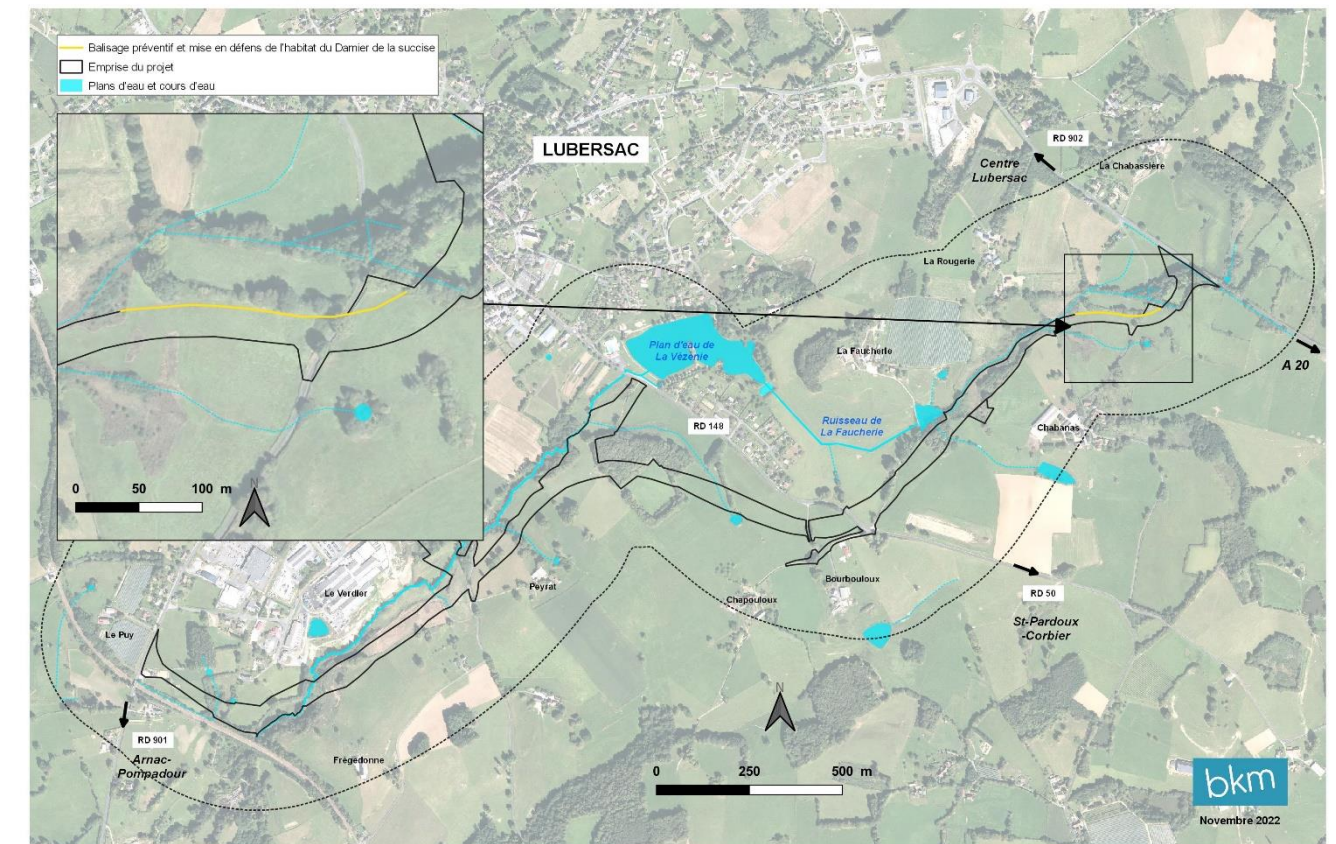 Balisage préventif et mise en défens de l'habitat du Damier de la succise
Emprise du projet
Plans d'eau et cours d'eau
LUBERSAC
RD 902
Centre
Lubersac
La Chabassière
La Rougerie
A 20
Plan d'eau de
La Vézénie
La Faucherie
Ruisseau de
La Faucherie
RD 148
Chabanas
N
0 50 100 m
Le Verdier
Peyrat
Bourbouloux
Chapouloux
RD 50
St-Pardoux
-Corbier
Le Puy
RD 901
Arnac-
Pompadour
Frégédonne
N
0 250 500 m
bkm
Novembre 2022